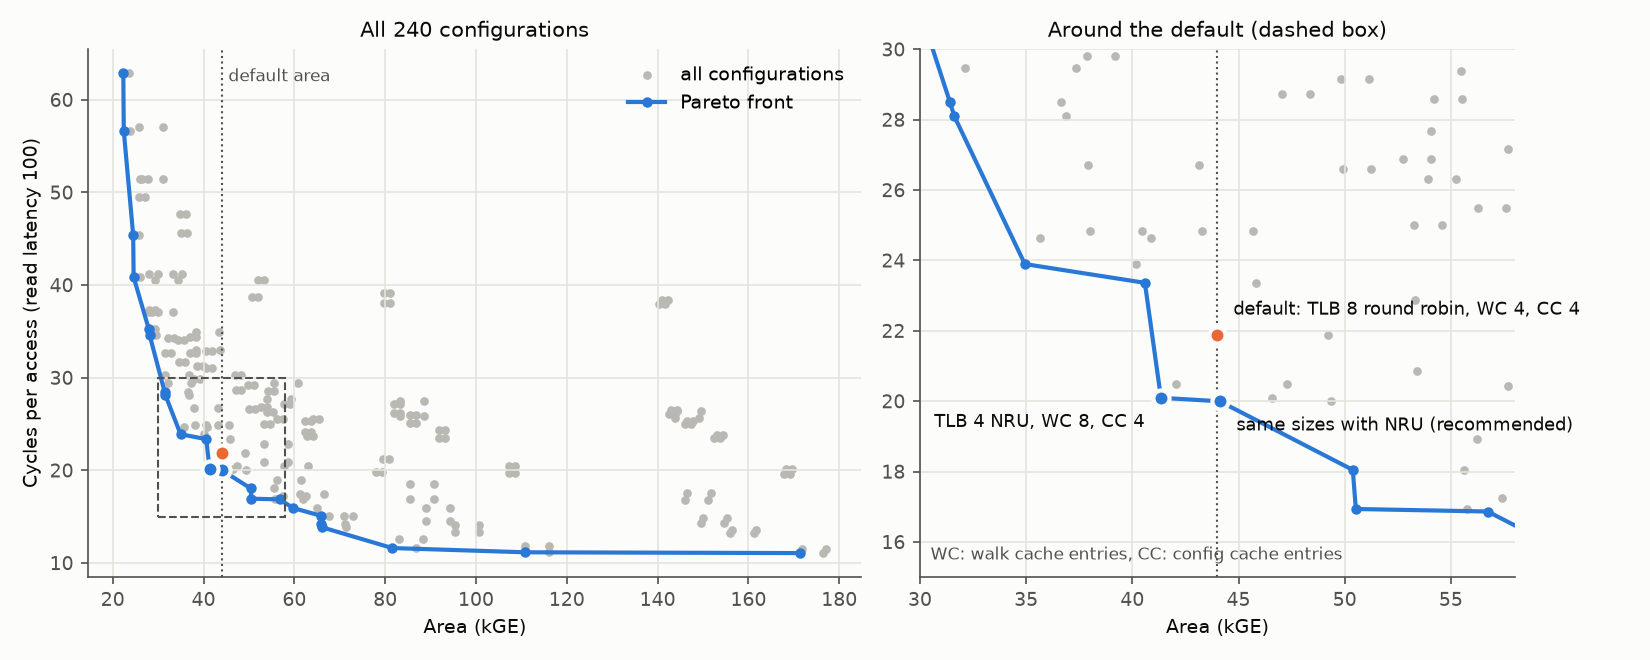 All 240 configurations
default area
all configurations
Pareto front
60
50
40
30
20
10
Cycles per access (read latency 100)
20
40
60
80
100
120
140
160
180
Area (kGE)
Around the default (dashed box)
30
28
26
24
22
20
18
16
default: TLB 8 round robin, WC 4, CC 4
TLB 4 NRU, WC 8, CC 4
same sizes with NRU (recommended)
WC: walk cache entries, CC: config cache entries
30
35
40
45
50
55
Area (kGE)